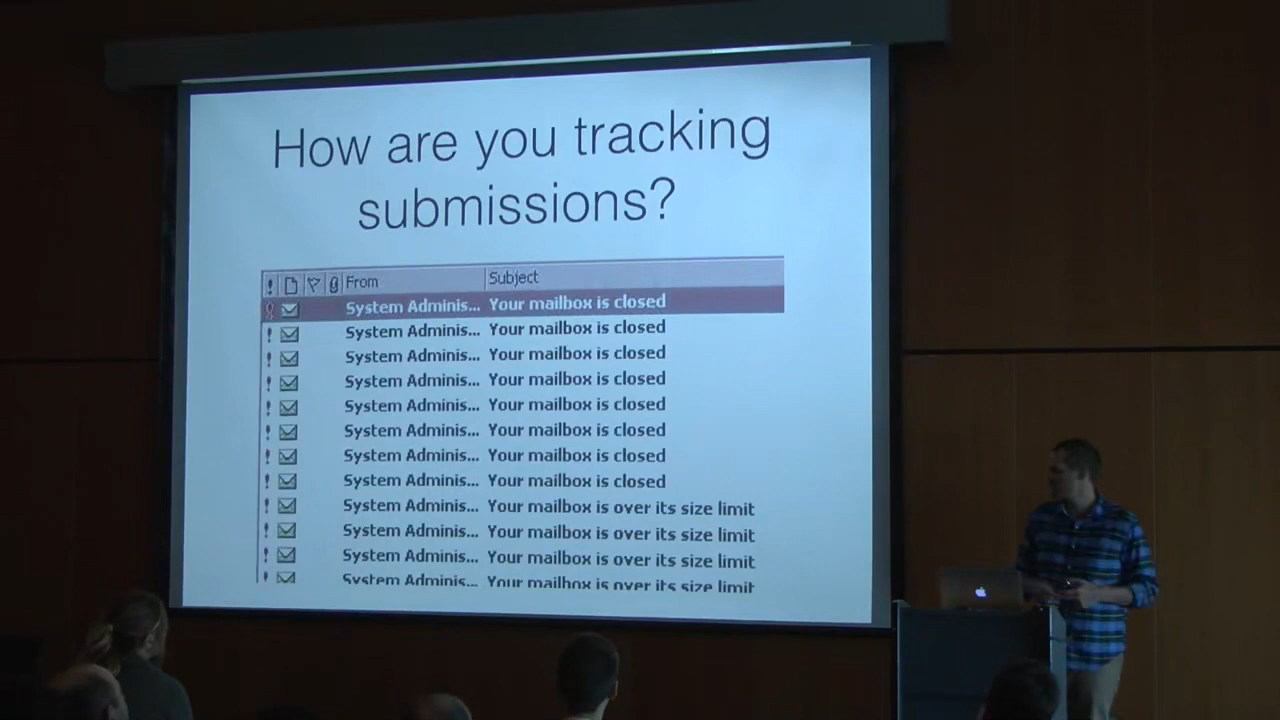 How are you tracking
submissions?
! From Subject
! System Adminis... Your mailbox is closed
! System Adminis... Your mailbox is closed
! System Adminis... Your mailbox is closed
! System Adminis... Your mailbox is closed
! System Adminis... Your mailbox is closed
! System Adminis... Your mailbox is closed
! System Adminis... Your mailbox is closed
! System Adminis... Your mailbox is closed
! System Adminis... Your mailbox is over its size limit
! System Adminis... Your mailbox is over its size limit
! System Adminis... Your mailbox is over its size limit
! System Adminis... Your mailbox is over its size limit